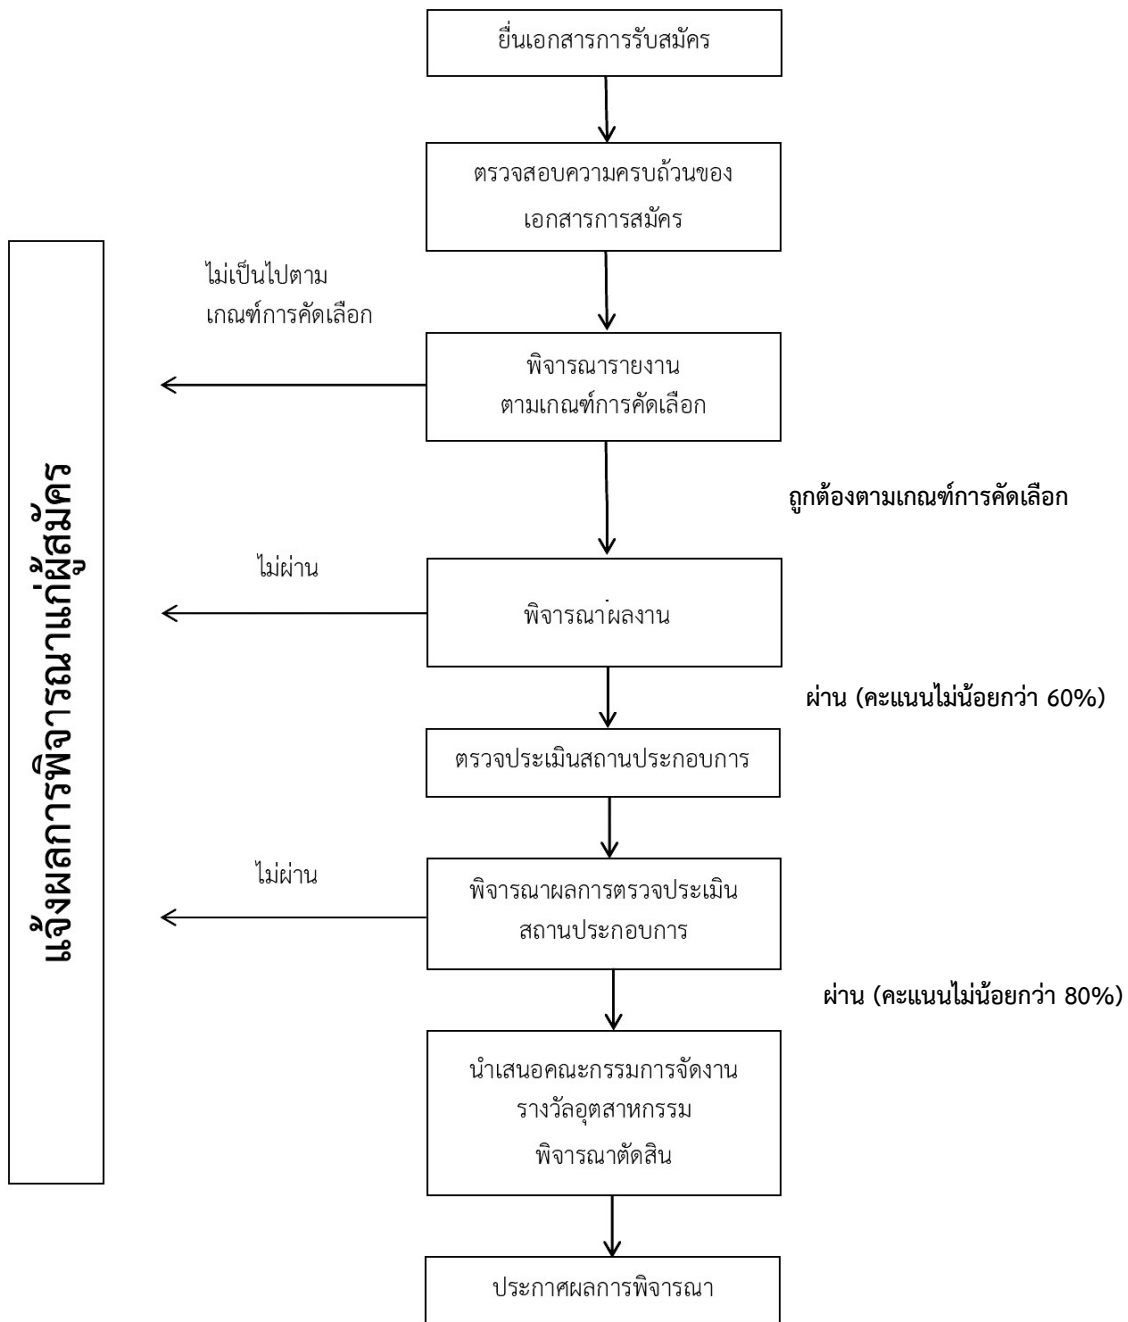 ยื่นเอกสารการรับสมัคร
ตรวจสอบความครบถ้วนของ
เอกสารการสมัคร
ไม่เป็นไปตาม
เกณฑ์การคัดเลือก
พิจารณารายงาน
ตามเกณฑ์การคัดเลือก
ถูกต้องตามเกณฑ์การคัดเลือก
ไม่ผ่าน
พิจารณาผลงาน
ผ่าน (คะแนนไม่น้อยกว่า 60%)
ตรวจประเมินสถานประกอบการ
ไม่ผ่าน
พิจารณาผลการตรวจประเมิน
สถานประกอบการ
ผ่าน (คะแนนไม่น้อยกว่า 80%)
นำเสนอคณะกรรมการจัดงาน
รางวัลอุตสาหกรรม
พิจารณาตัดสิน
ประกาศผลการพิจารณา
แจ้งผลการพิจารณาแก่ผู้สมัคร